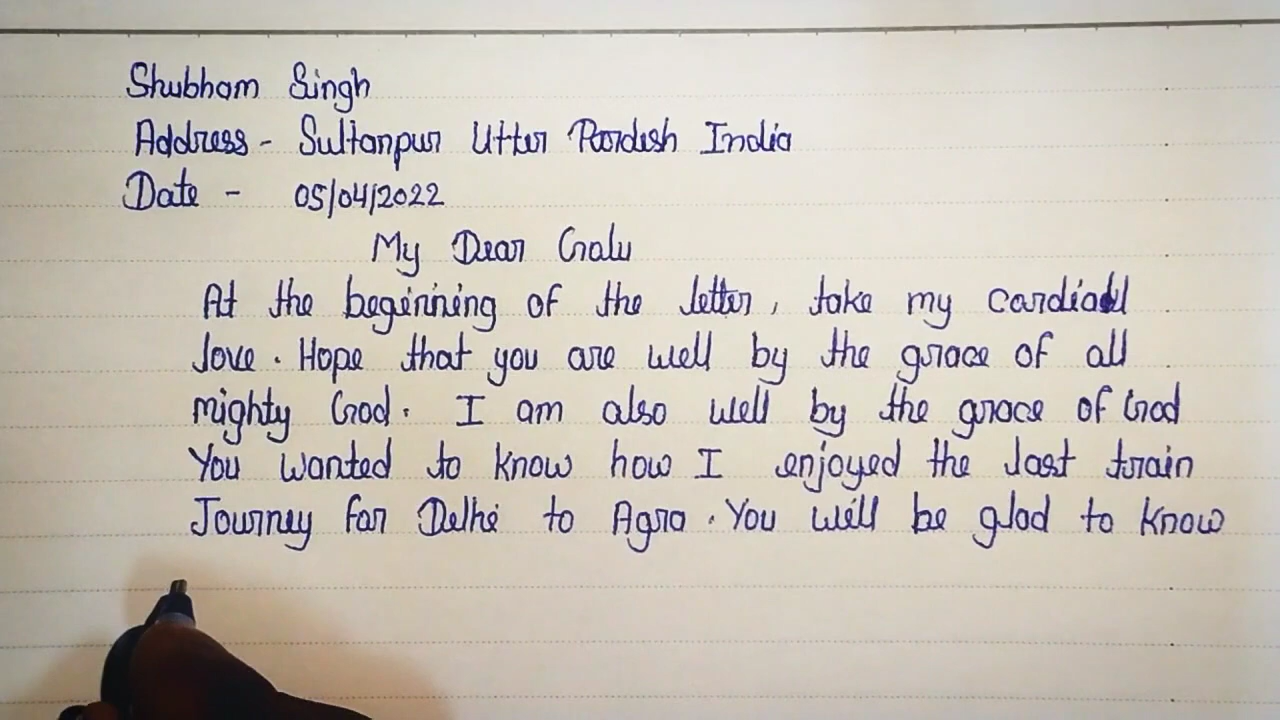 Shubham Singh
Address - Sultanpur Utter Pardesh India
Date - 05/04/2022
My Dear Golu
At the beginning of the letter, take my cardial
love. Hope that you are well by the grace of all
mighty God. I am also well by the grace of God
You wanted to know how I enjoyed the last train
Journey for Delhi to Agra. You will be glad to know